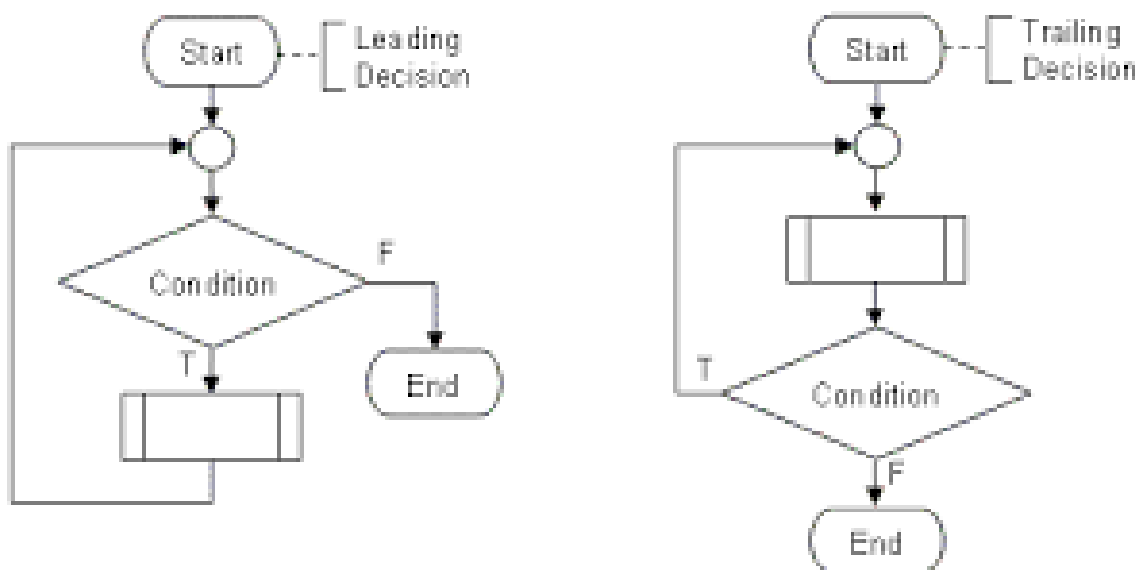 Start
Leading
Decision
Condition
F
T
End
Start
Trailing
Decision
Condition
T
F
End